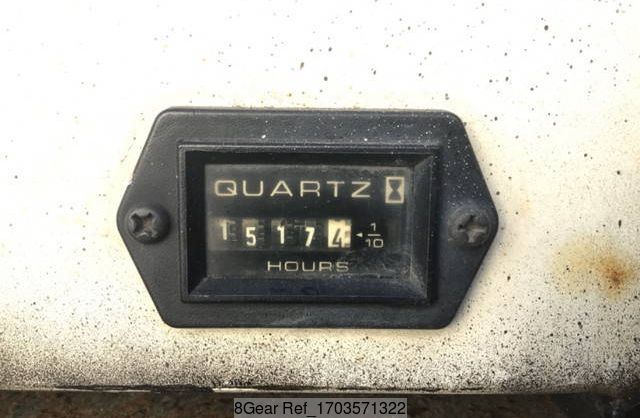 QUARTZ
15174 1/10
HOURS
8Gear Ref_1703571322